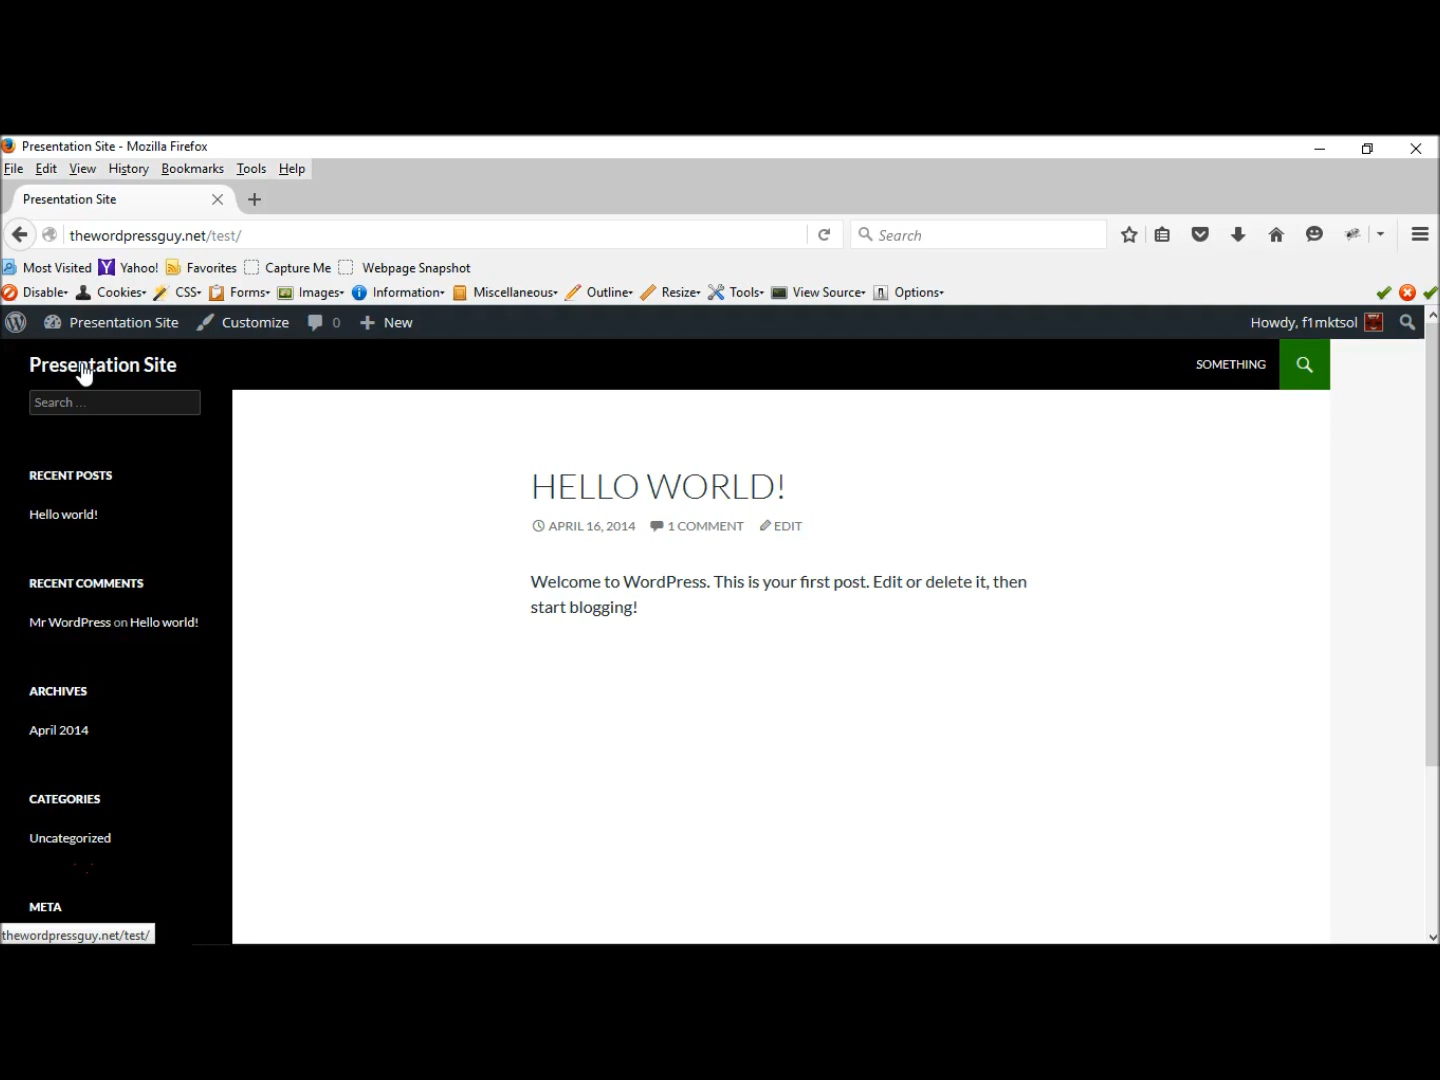 Presentation Site - Mozilla Firefox
File Edit View History Bookmarks Tools Help
Presentation Site
thewordpressguy.net/test/ Search
Most Visited Yahoo! Favorites Capture Me Webpage Snapshot
Disable Cookies CSS Forms Images Information Miscellaneous Outline Resize Tools View Source Options
Presentation Site Customize 0 New Howdy, f1mktsol
Presentation Site SOMETHING
Search ...
RECENT POSTS
Hello world!
RECENT COMMENTS
Mr WordPress on Hello world!
ARCHIVES
April 2014
CATEGORIES
Uncategorized
META
HELLO WORLD!
APRIL 16, 2014 1 COMMENT EDIT
Welcome to WordPress. This is your first post. Edit or delete it, then
start blogging!
thewordpressguy.net/test/